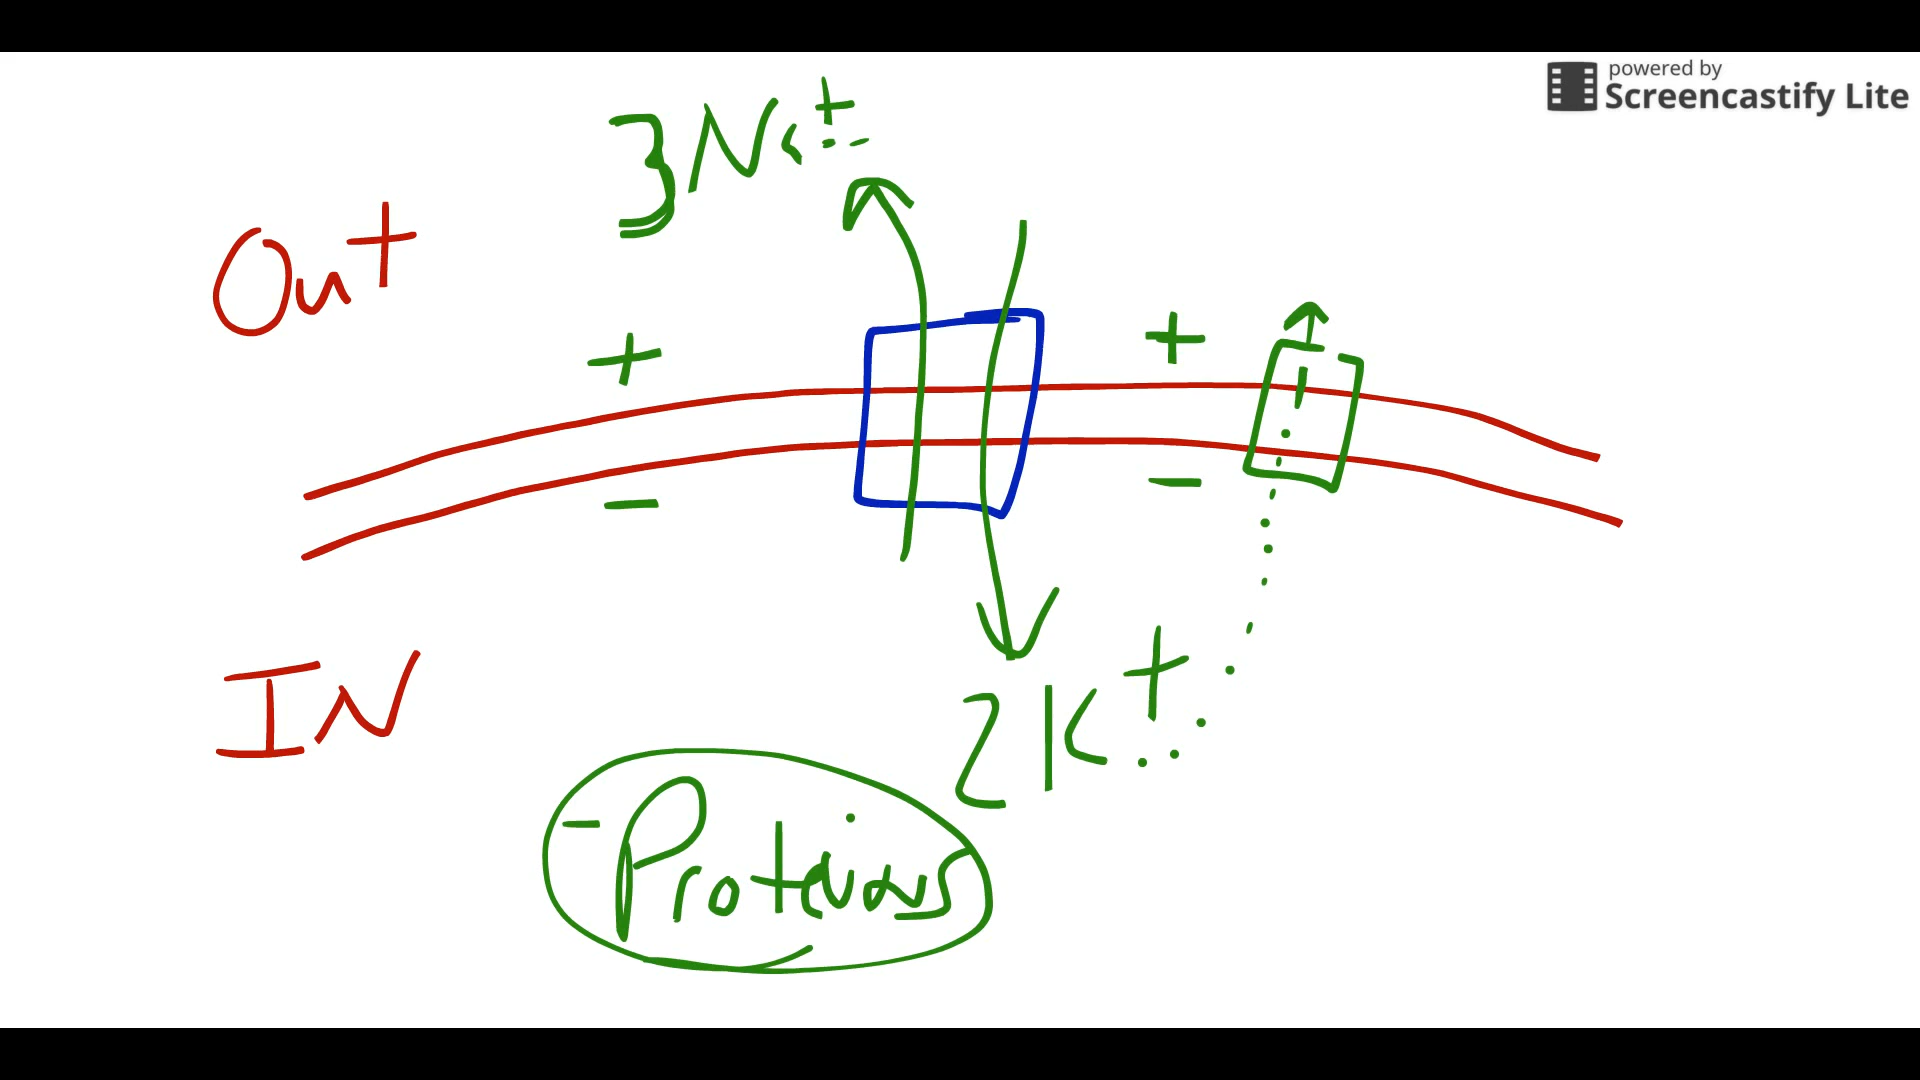 powered by
Screencastify Lite
3Na+
Out
+ +
- -
IN
2K+
- Proteins